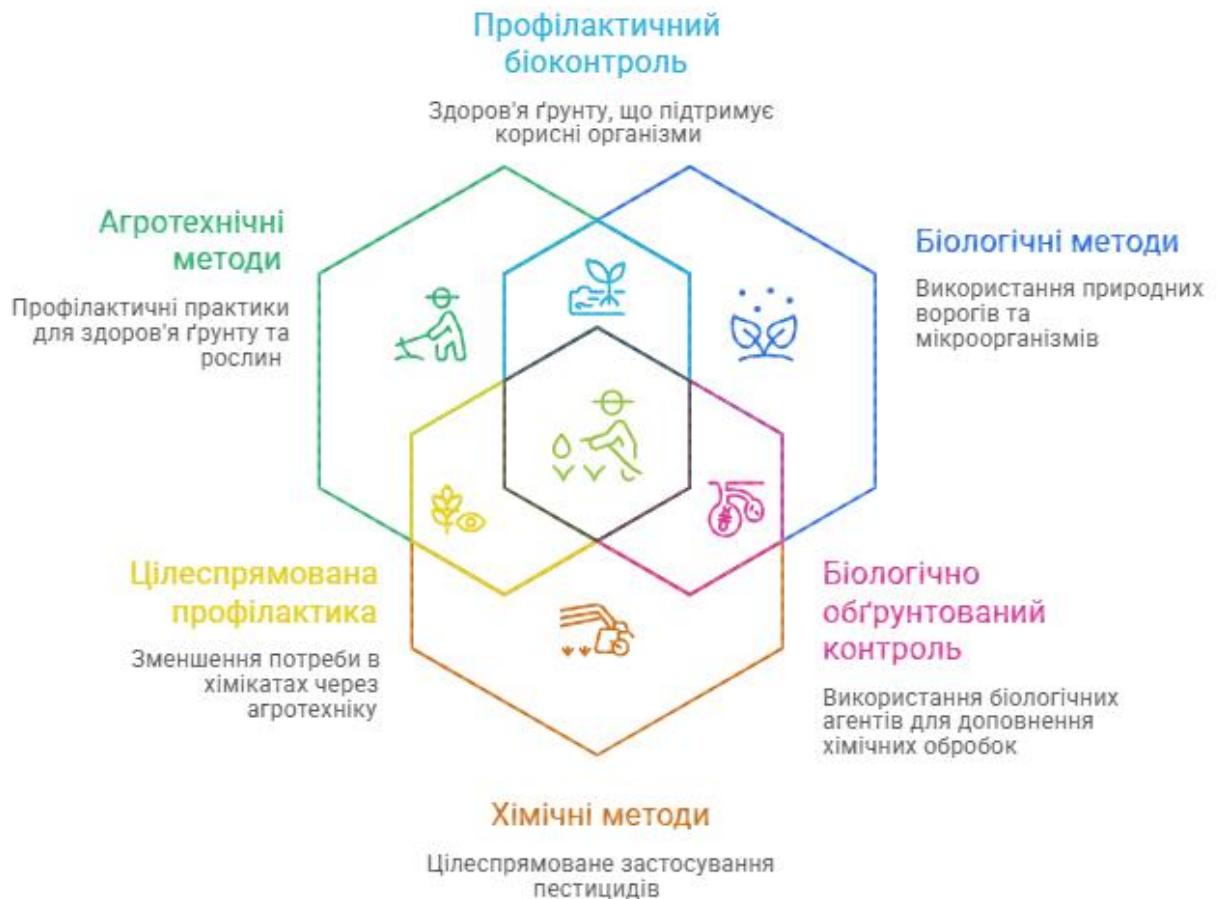 Профілактичний
біоконтроль
Здоров'я ґрунту, що підтримує
корисні організми
Агротехнічні
методи
Профілактичні практики
для здоров'я ґрунту та
рослин
Біологічні методи
Використання природних
ворогів та
мікроорганізмів
Цілеспрямована
профілактика
Зменшення потреби в
хімікатах через
агротехніку
Біологічно
обґрунтований
контроль
Використання біологічних
агентів для доповнення
хімічних обробок
Хімічні методи
Цілеспрямоване застосування
пестицидів